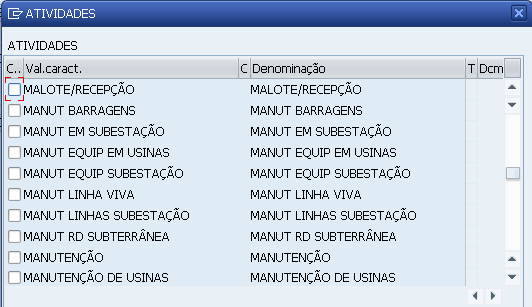 ATIVIDADES
ATIVIDADES
C.. Val.caract. C Denominação T Dcm
MALOTE/RECEPÇÃO MALOTE/RECEPÇÃO
MANUT BARRAGENS MANUT BARRAGENS
MANUT EM SUBESTAÇÃO MANUT EM SUBESTAÇÃO
MANUT EQUIP EM USINAS MANUT EQUIP EM USINAS
MANUT EQUIP SUBESTAÇÃO MANUT EQUIP SUBESTAÇÃO
MANUT LINHA VIVA MANUT LINHA VIVA
MANUT LINHAS SUBESTAÇÃO MANUT LINHAS SUBESTAÇÃO
MANUT RD SUBTERRÂNEA MANUT RD SUBTERRÂNEA
MANUTENÇÃO MANUTENÇÃO
MANUTENÇÃO DE USINAS MANUTENÇÃO DE USINAS